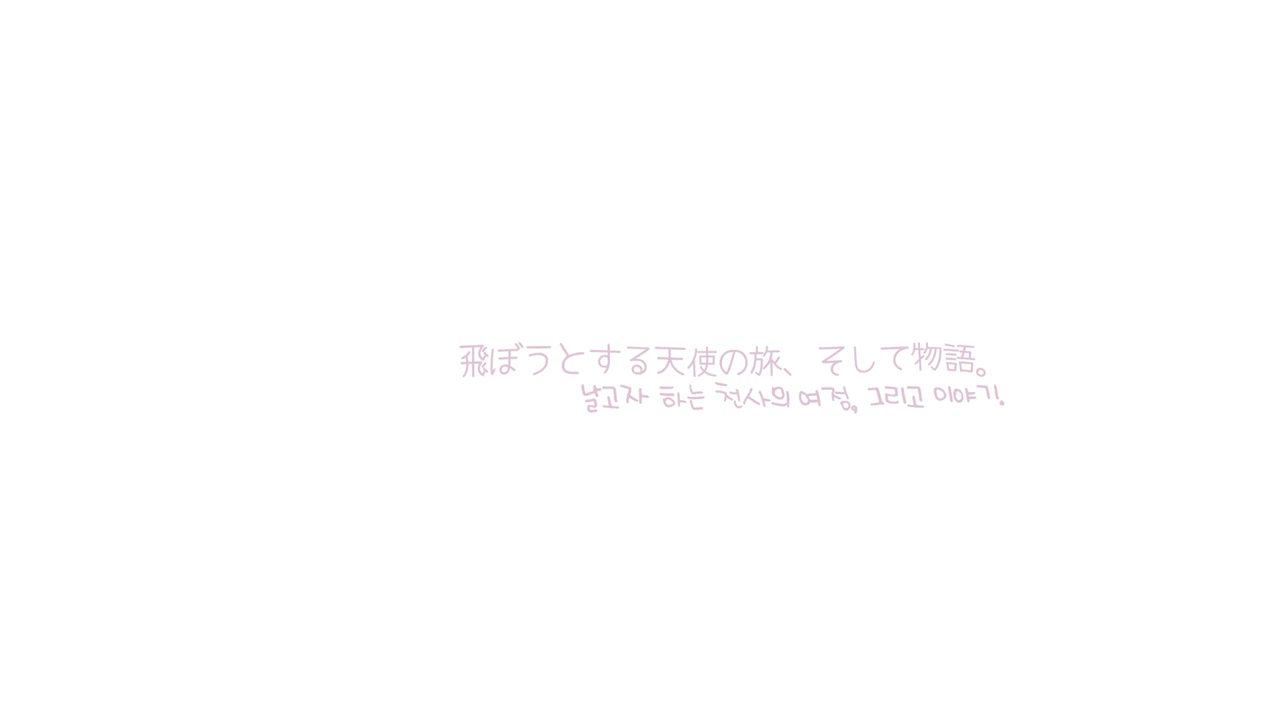 飛ぼうとする天使の旅、そして物語。
날고자 하는 천사의 여정, 그리고 이야기.